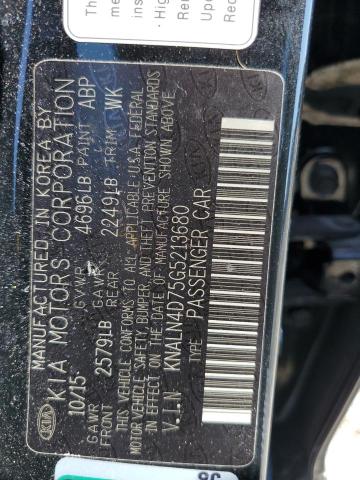 MANUFACTURED IN KOREA BY
KIA KIA MOTORS CORPORATION
10/15 GVWR 4696LB PAINT ABP
GAWR FRONT 2579LB GAWR REAR 2249LB TRIM WK
THIS VEHICLE CONFORMS TO ALL APPLICABLE U.S.A. FEDERAL
MOTOR VEHICLE SAFETY, BUMPER, AND THEFT PREVENTION STANDARDS
IN EFFECT ON THE DATE OF MANUFACTURE SHOWN ABOVE.
V.I.N KNALN4D75G5213680
TYPE PASSENGER CAR